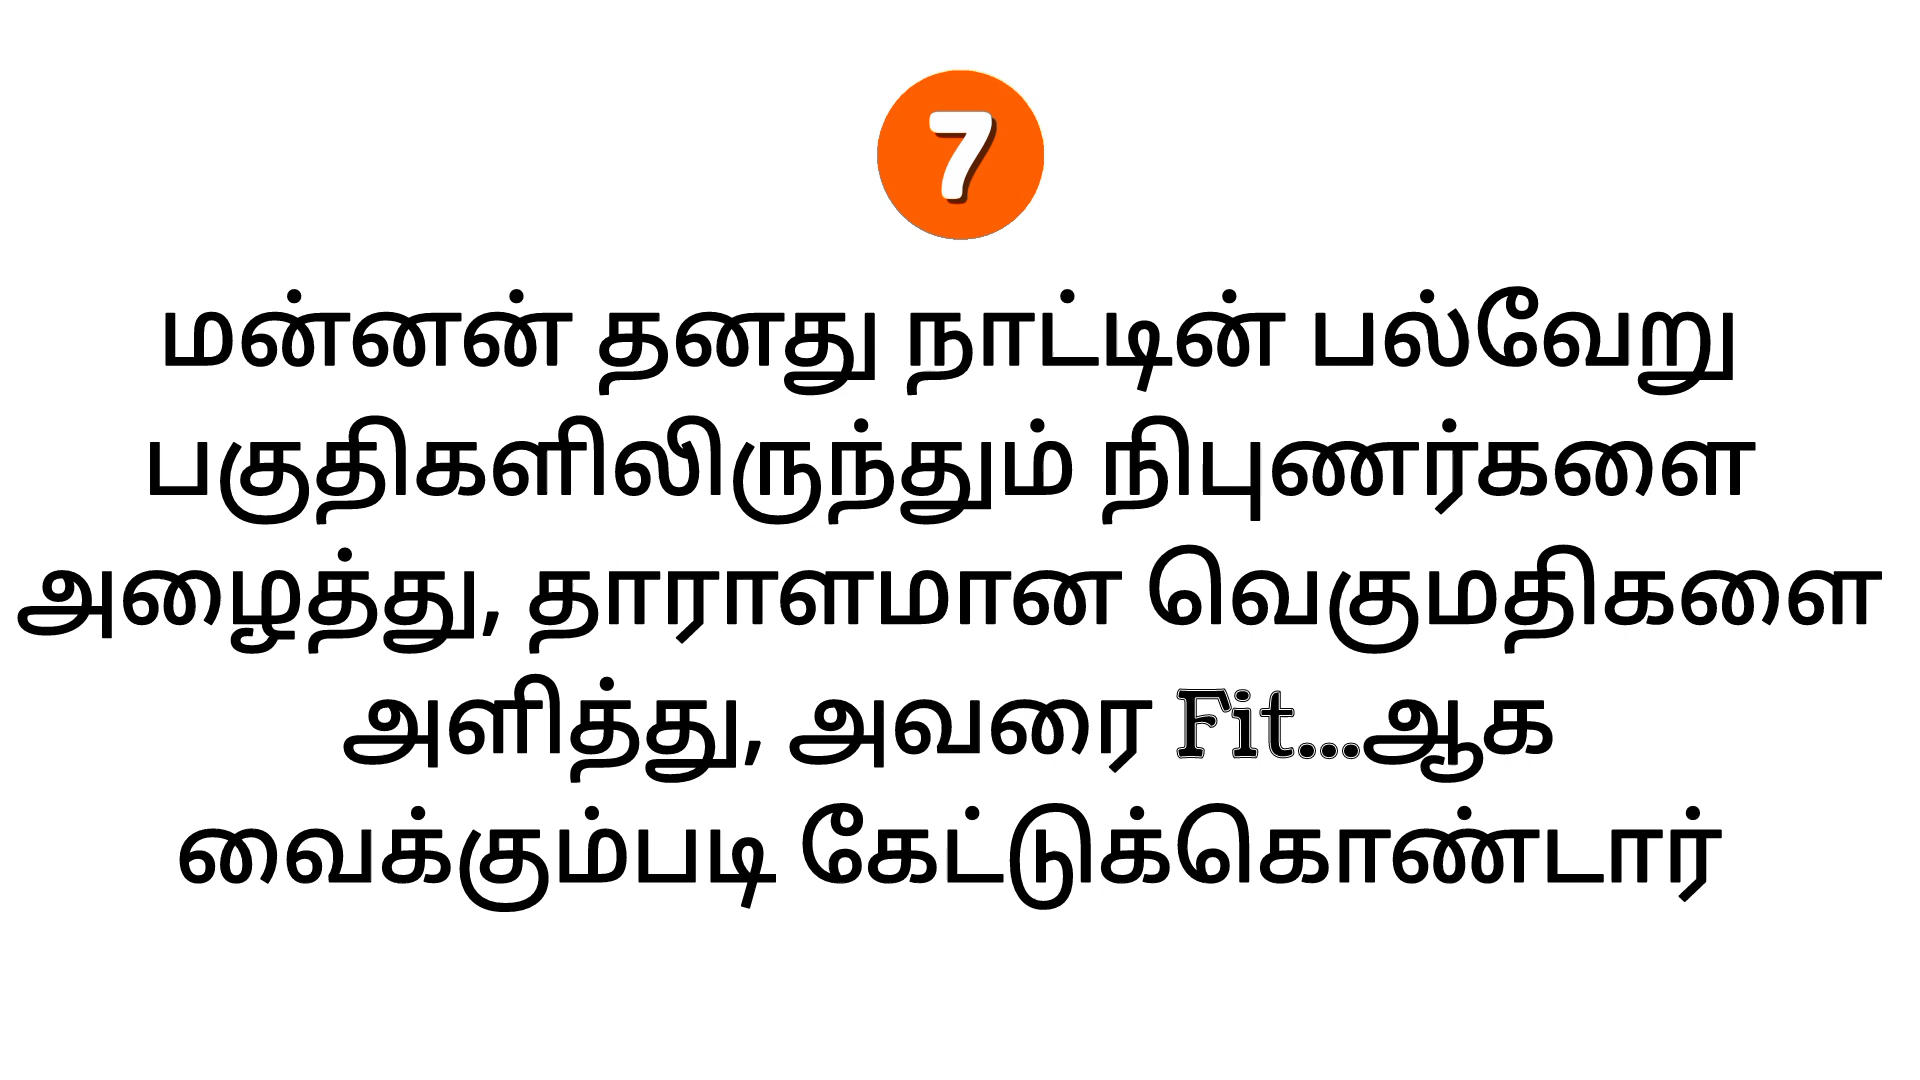 7
மன்னன் தனது நாட்டின் பல்வேறு
பகுதிகளிலிருந்தும் நிபுணர்களை
அழைத்து, தாராளமான வெகுமதிகளை
அளித்து, அவரை Fit...ஆக
வைக்கும்படி கேட்டுக்கொண்டார்